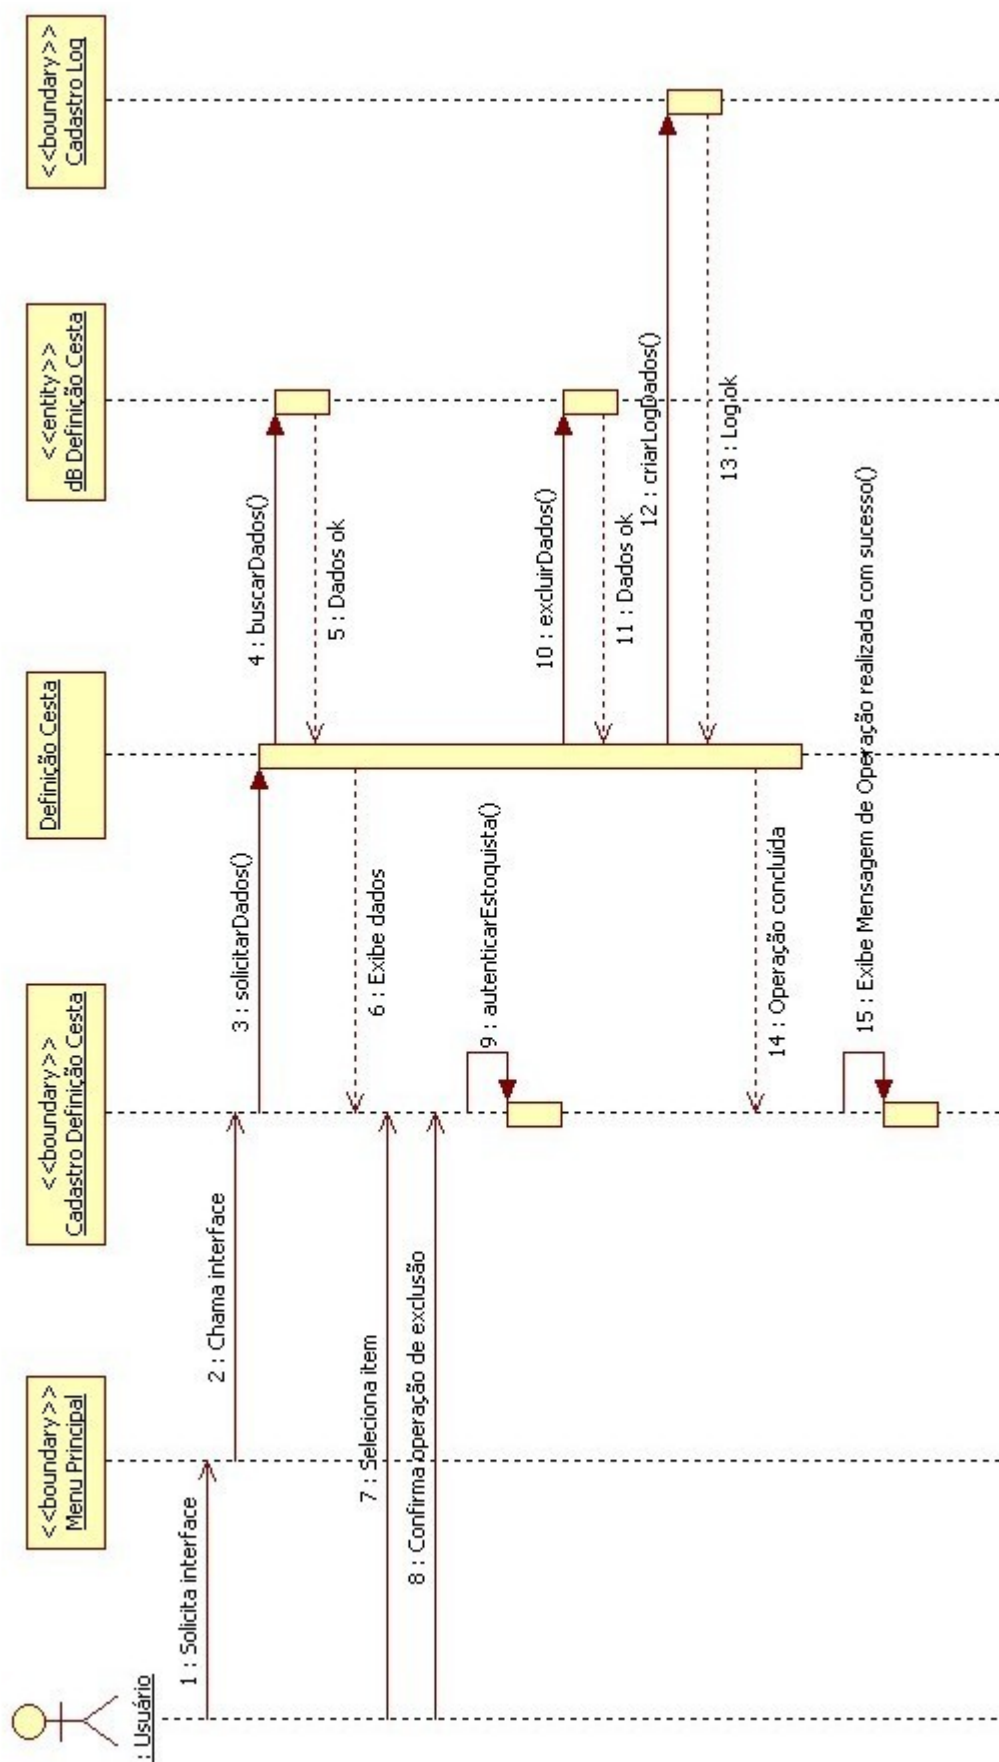 : Usuário
<<boundary>>
Menu Principal
<<boundary>>
Cadastro Definição Cesta
Definição Cesta
<<entity>>
dB Definição Cesta
<<boundary>>
Cadastro Log
1 : Solicita interface
2 : Chama interface
3 : solicitarDados()
4 : buscarDados()
5 : Dados ok
6 : Exibe dados
7 : Seleciona item
8 : Confirma operação de exclusão
9 : autenticarEstoquista()
10 : excluirDados()
11 : Dados ok
12 : criarLogDados()
13 : Log.ok
14 : Operação concluída
15 : Exibe Mensagem de Operação realizada com sucesso()